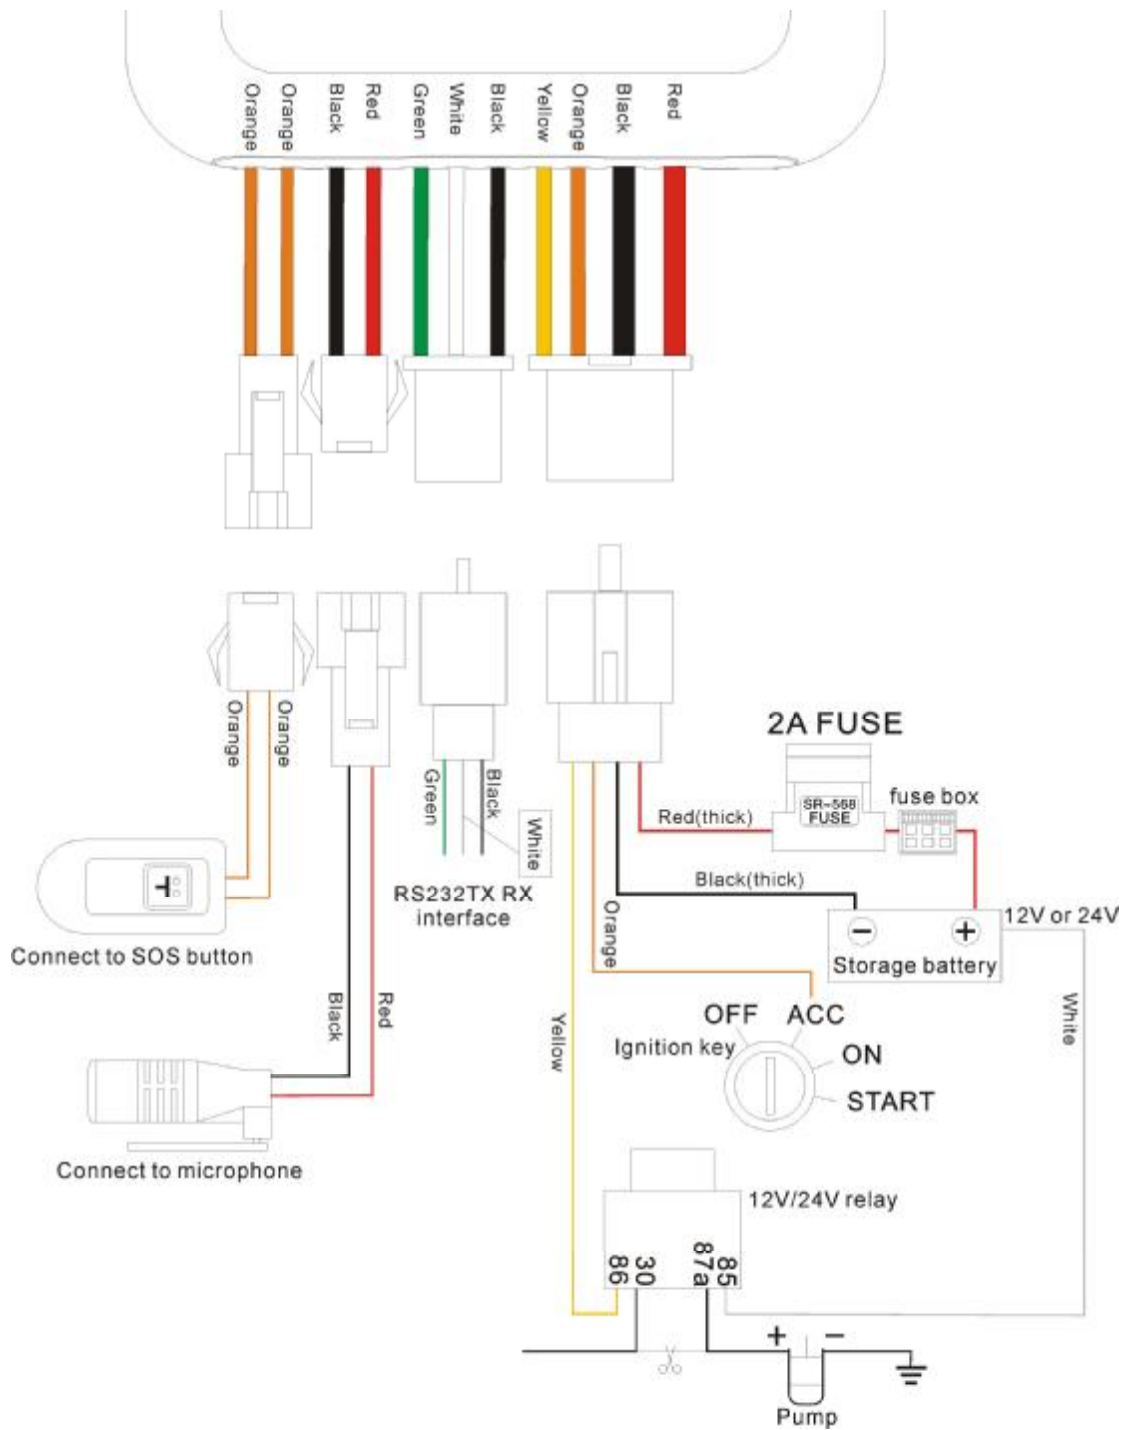 Orange
Orange
Black
Red
Green
White
Black
Yellow
Orange
Black
Red
Orange
Orange
Green
Black
White
2A FUSE
SR-568
FUSE
fuse box
Red(thick)
Black(thick)
RS232TX RX
interface
Orange
12V or 24V
− +
Storage battery
Connect to SOS button
Black
Red
Yellow
White
OFF ACC
Ignition key
ON
START
Connect to microphone
12V/24V relay
86
30
87a
85
+ −
Pump